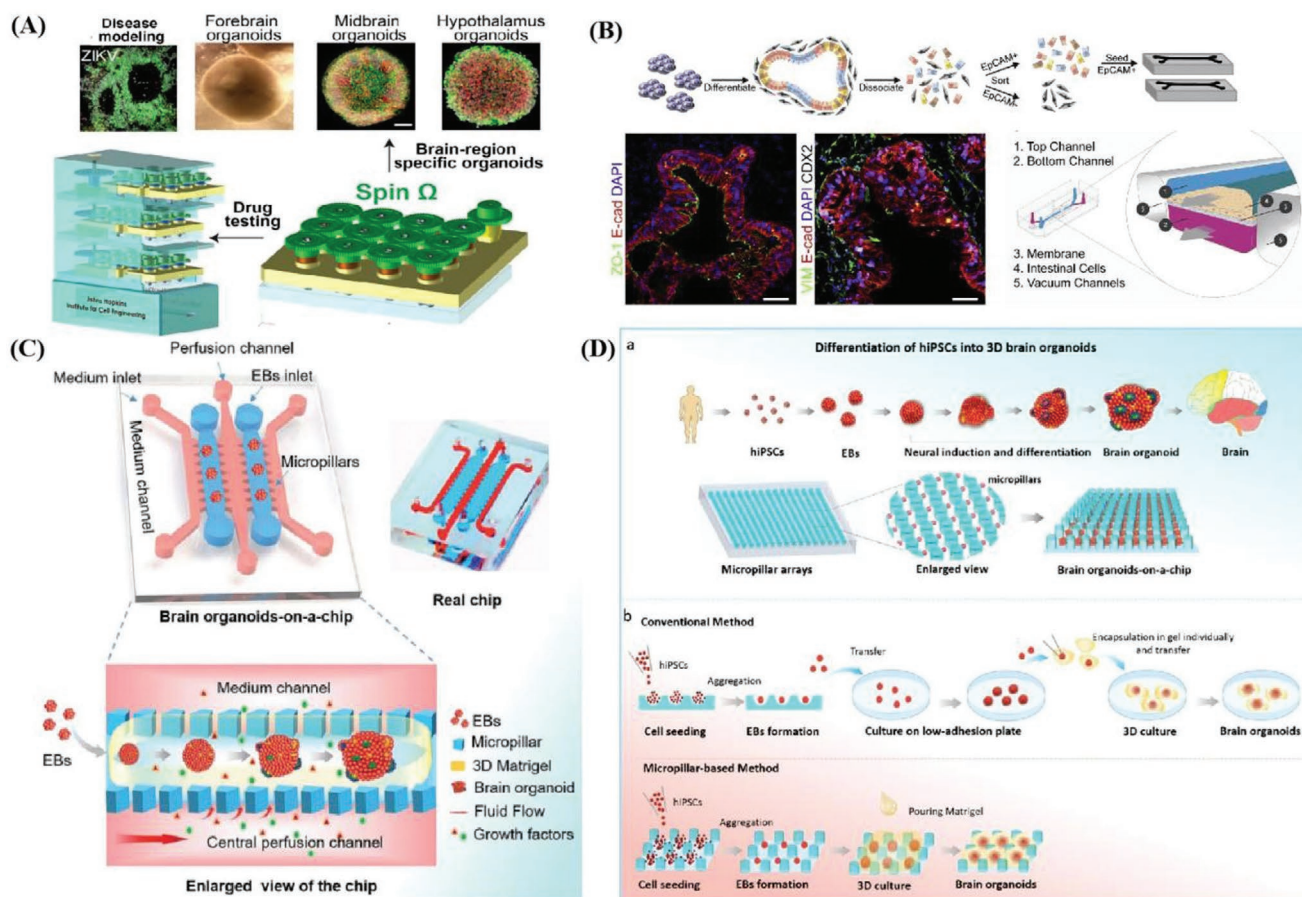 (A)
Disease
modeling
ZIKV
Forebrain
organoids
Midbrain
organoids
Hypothalamus
organoids
Brain-region
specific organoids
Spin Ω
Drug
testing
Johns Hopkins
Institute for Cell Engineering
(B)
Differentiate
Dissociate
EpCAM+
Sort
EpCAM-
Seed
EpCAM+
ZO-1 E-cad DAPI
VIM E-cad DAPI CDX2
1. Top Channel
2. Bottom Channel
3. Membrane
4. Intestinal Cells
5. Vacuum Channels
(C)
Perfusion channel
Medium inlet
EBs inlet
Medium channel
Micropillars
Brain organoids-on-a-chip
Real chip
Medium channel
EBs
Central perfusion channel
EBs
Micropillar
3D Matrigel
Brain organoid
Fluid Flow
Growth factors
Enlarged view of the chip
(D)
a
Differentiation of hiPSCs into 3D brain organoids
hiPSCs
EBs
Neural induction and differentiation
Brain organoid
Brain
micropillars
Micropillar arrays
Enlarged view
Brain organoids-on-a-chip
b
Conventional Method
hiPSCs
Aggregation
Transfer
Encapsulation in gel individually
and transfer
Cell seeding
EBs formation
Culture on low-adhesion plate
3D culture
Brain organoids
Micropillar-based Method
hiPSCs
Aggregation
Pouring Matrigel
Cell seeding
EBs formation
3D culture
Brain organoids